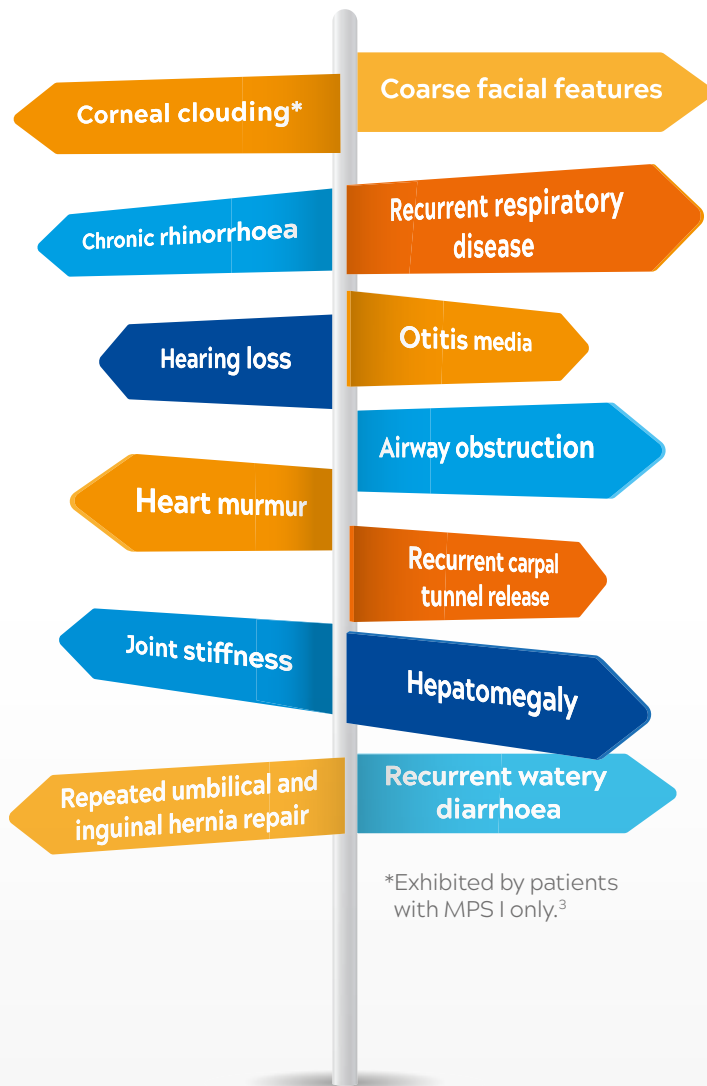 Corneal clouding*
Coarse facial features
Chronic rhinorrhoea
Recurrent respiratory
disease
Hearing loss
Otitis media
Airway obstruction
Heart murmur
Recurrent carpal
tunnel release
Joint stiffness
Hepatomegaly
Repeated umbilical and
inguinal hernia repair
Recurrent watery
diarrhoea
*Exhibited by patients
with MPS I only.³